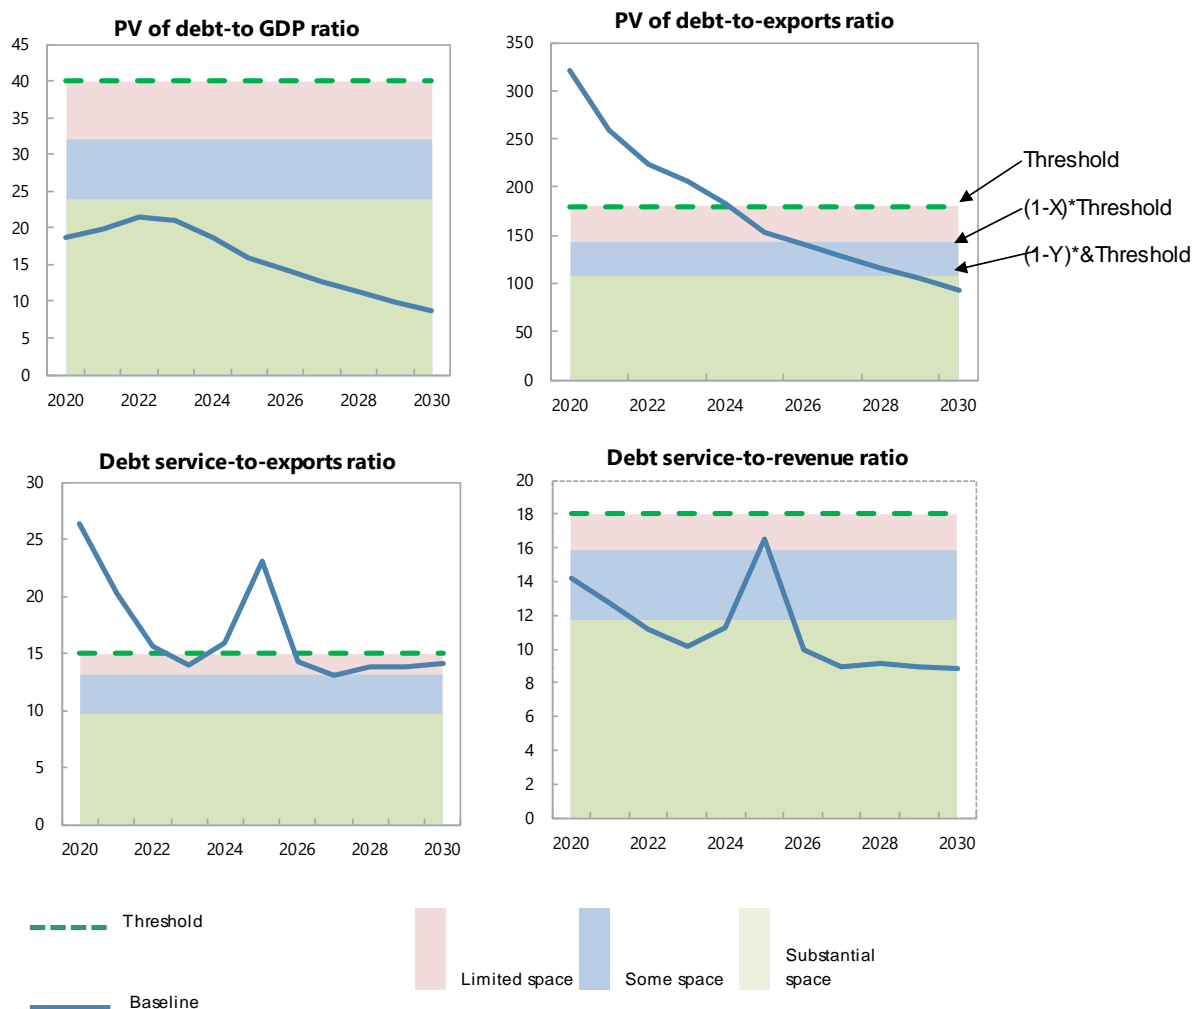 PV of debt-to GDP ratio
45
40
35
30
25
20
15
10
5
0
2020 2022 2024 2026 2028 2030
PV of debt-to-exports ratio
350
300
250
200
150
100
50
0
2020 2022 2024 2026 2028 2030
Threshold
(1-X)*Threshold
(1-Y)*&Threshold
Debt service-to-exports ratio
30
25
20
15
10
5
0
2020 2022 2024 2026 2028 2030
Debt service-to-revenue ratio
20
18
16
14
12
10
8
6
4
2
0
2020 2022 2024 2026 2028 2030
Threshold
Baseline
Limited space
Some space
Substantial
space